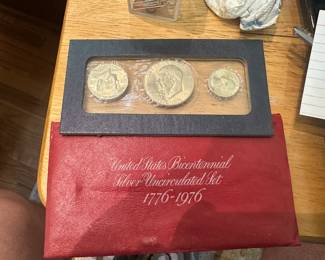 United States Bicentennial
Silver Uncirculated Set
1776-1976